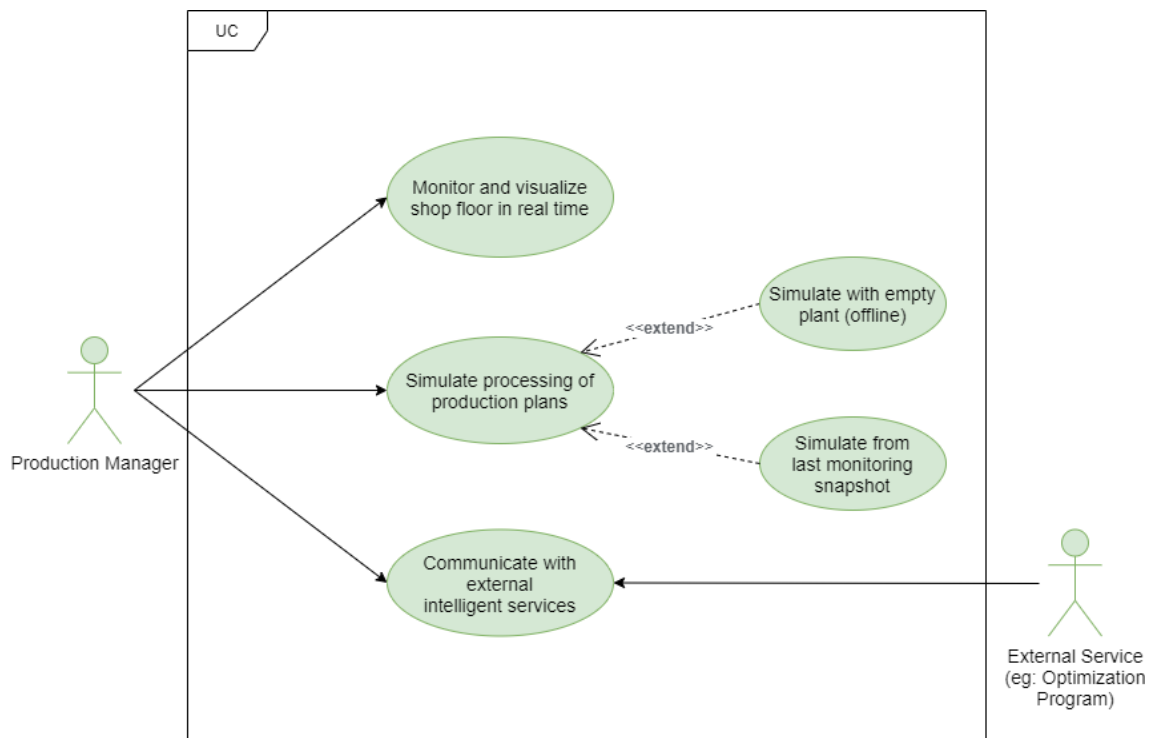 UC
Monitor and visualize
shop floor in real time
Simulate with empty
plant (offline)
<<extend>>
Simulate processing of
production plans
<<extend>>
Simulate from
last monitoring
snapshot
Production Manager
Communicate with
external
intelligent services
External Service
(eg: Optimization
Program)